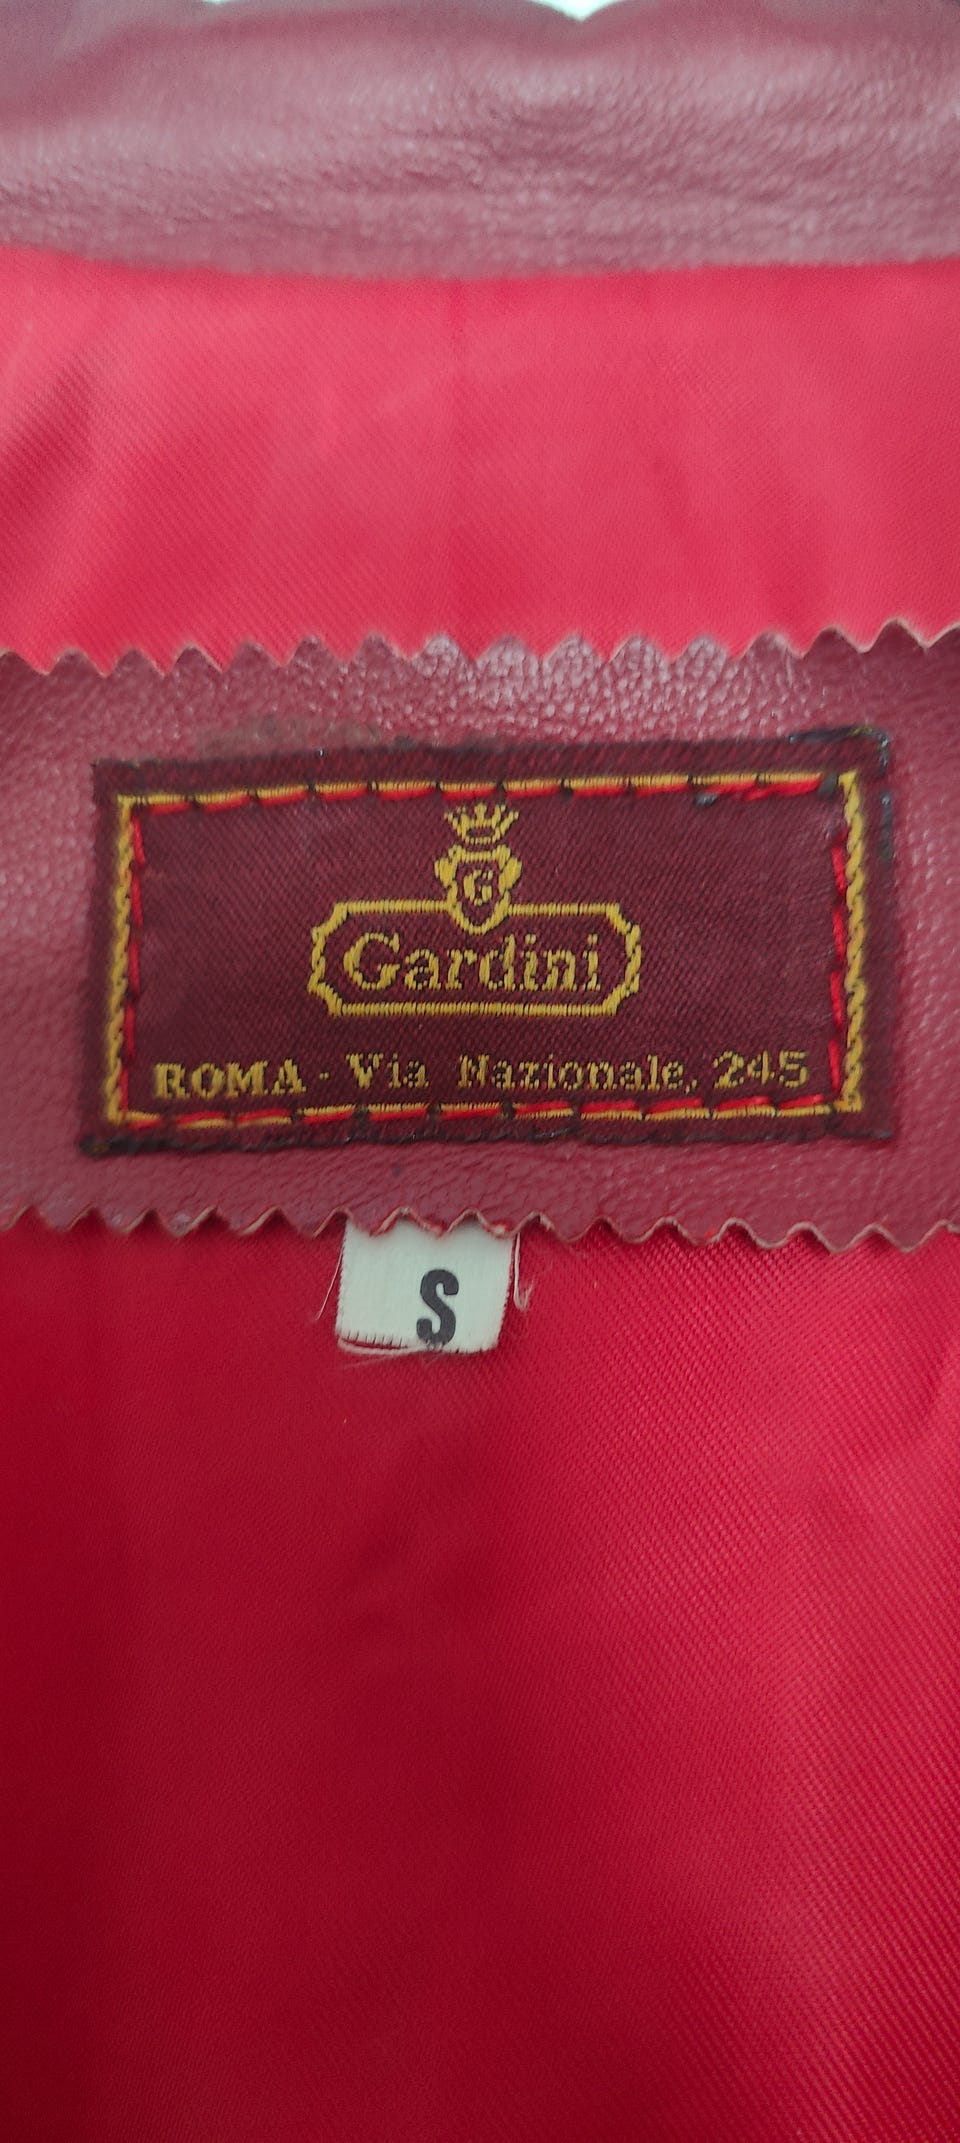 G
Gardini
ROMA - Via Nazionale, 245
S